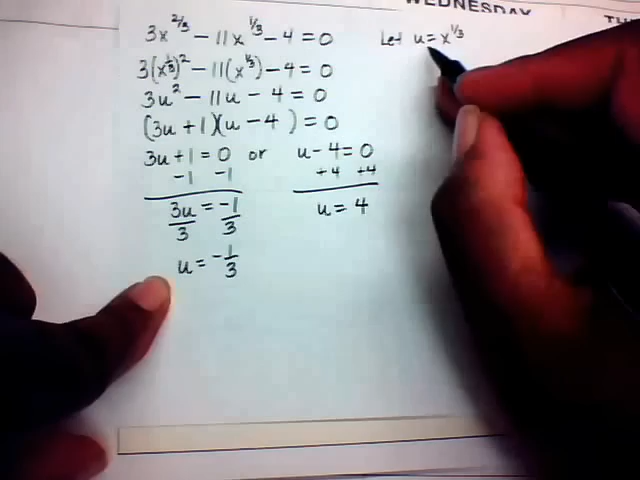 WEDNESDAY
3x^{2/3} - 11x^{1/3} - 4 = 0 Let u = x^{1/3}
3(x^{1/3})^2 - 11(x^{1/3}) - 4 = 0
3u^2 - 11u - 4 = 0
(3u + 1)(u - 4) = 0
3u + 1 = 0 or u - 4 = 0
-1 -1 +4 +4
3u/3 = -1/3 u = 4
u = -1/3